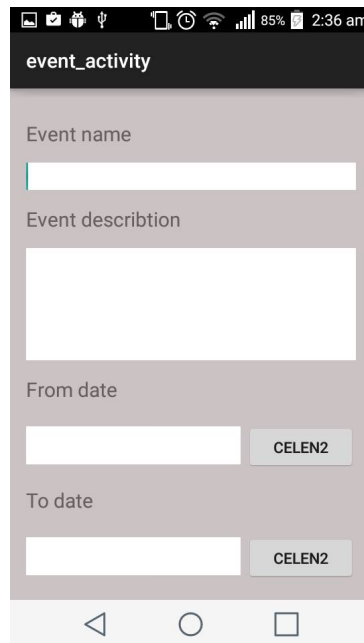 85% 2:36 am
event_activity
Event name
Event describtion
From date
CELEN2
To date
CELEN2